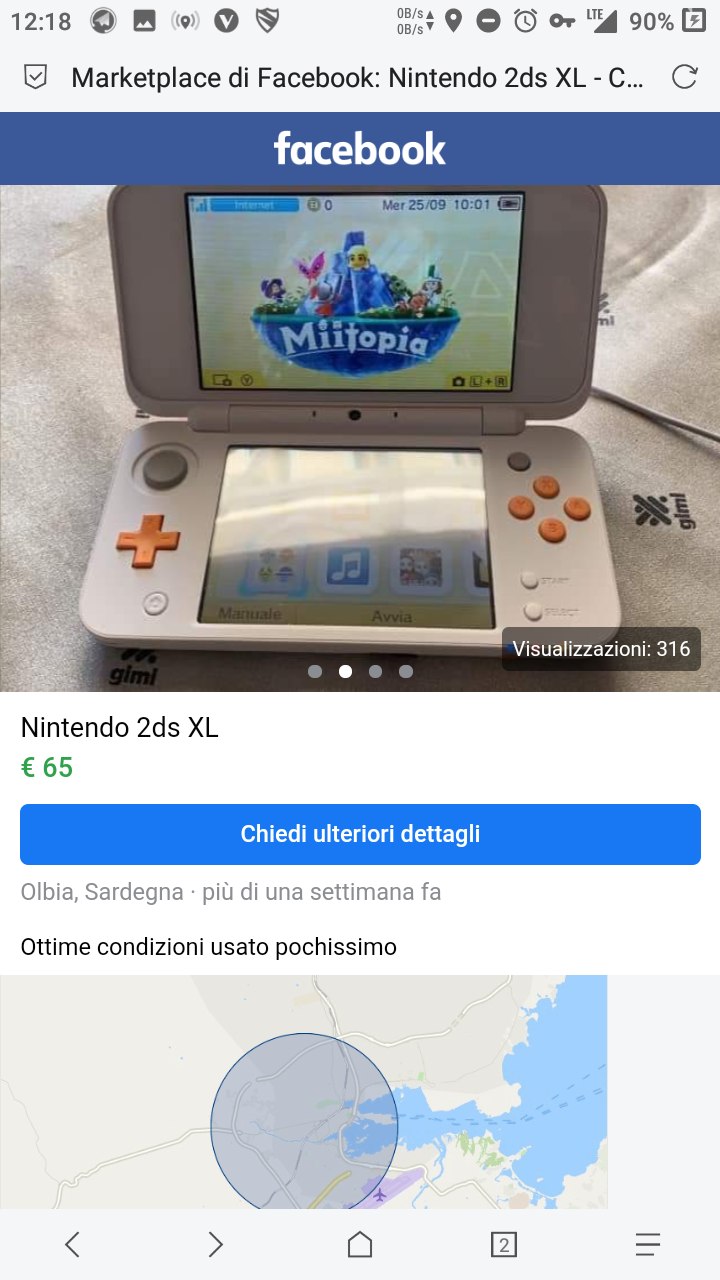 12:18
0B/s
0B/s
LTE
90%
Marketplace di Facebook: Nintendo 2ds XL - C...
facebook
Internet
0
Mer 25/09 10:01
Miitopia
Y
L+R
gimi
X
Y
A
B
START
SELECT
Manuale
Avvia
gimi
Visualizzazioni: 316
Nintendo 2ds XL
€ 65
Chiedi ulteriori dettagli
Olbia, Sardegna · più di una settimana fa
Ottime condizioni usato pochissimo
2